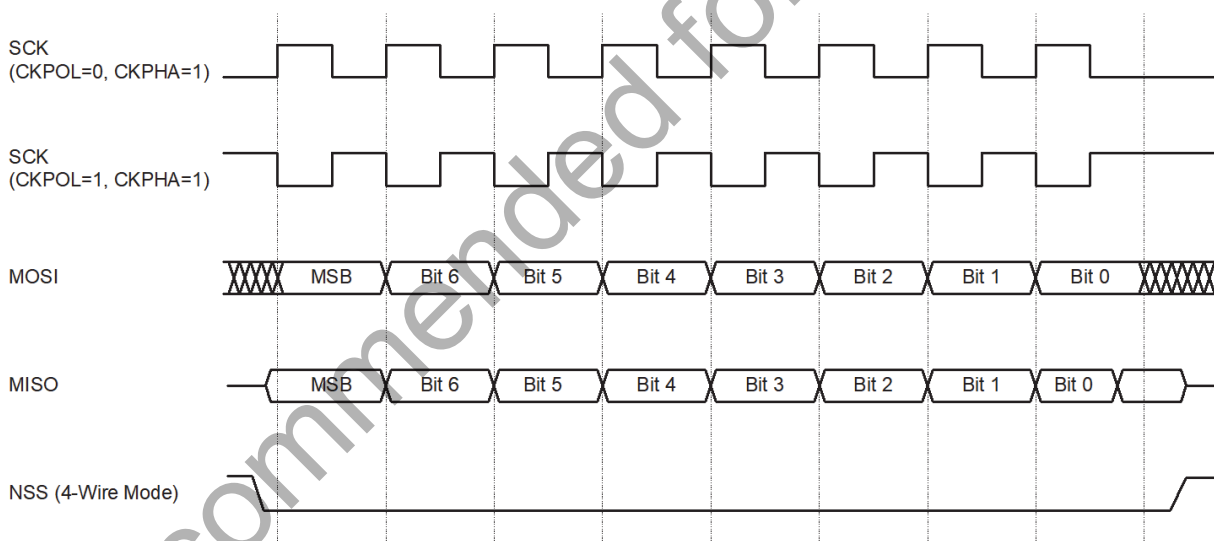 SCK
(CKPOL=0, CKPHA=1)
SCK
(CKPOL=1, CKPHA=1)
MOSI
MSB Bit 6 Bit 5 Bit 4 Bit 3 Bit 2 Bit 1 Bit 0
MISO
MSB Bit 6 Bit 5 Bit 4 Bit 3 Bit 2 Bit 1 Bit 0
NSS (4-Wire Mode)
commended fo